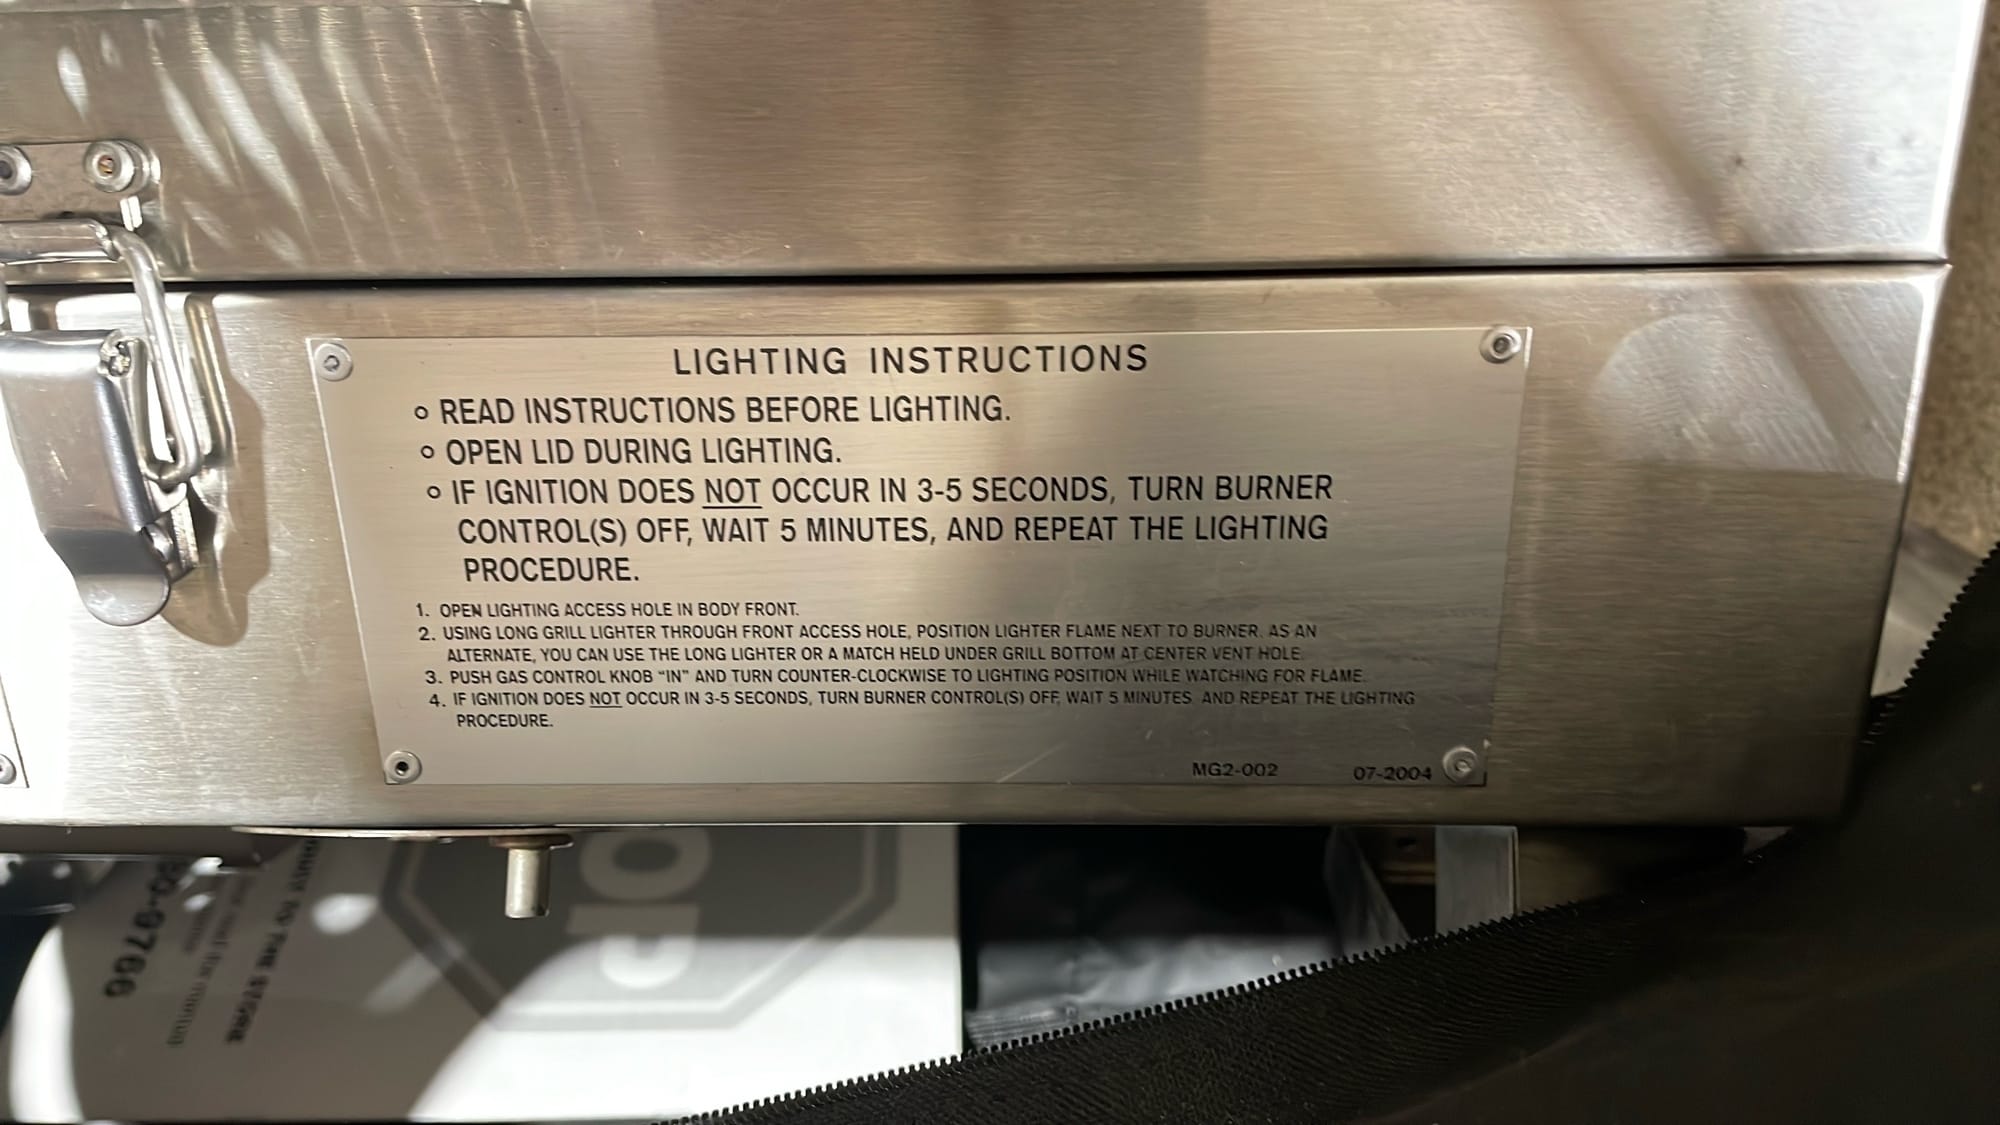 LIGHTING INSTRUCTIONS
○ READ INSTRUCTIONS BEFORE LIGHTING.
○ OPEN LID DURING LIGHTING.
○ IF IGNITION DOES NOT OCCUR IN 3-5 SECONDS, TURN BURNER
CONTROL(S) OFF, WAIT 5 MINUTES, AND REPEAT THE LIGHTING
PROCEDURE.
1. OPEN LIGHTING ACCESS HOLE IN BODY FRONT.
2. USING LONG GRILL LIGHTER THROUGH FRONT ACCESS HOLE, POSITION LIGHTER FLAME NEXT TO BURNER. AS AN
ALTERNATE, YOU CAN USE THE LONG LIGHTER OR A MATCH HELD UNDER GRILL BOTTOM AT CENTER VENT HOLE.
3. PUSH GAS CONTROL KNOB "IN" AND TURN COUNTER-CLOCKWISE TO LIGHTING POSITION WHILE WATCHING FOR FLAME.
4. IF IGNITION DOES NOT OCCUR IN 3-5 SECONDS, TURN BURNER CONTROL(S) OFF, WAIT 5 MINUTES AND REPEAT THE LIGHTING
PROCEDURE.
MG2-002 07-2004
TO THE STORE